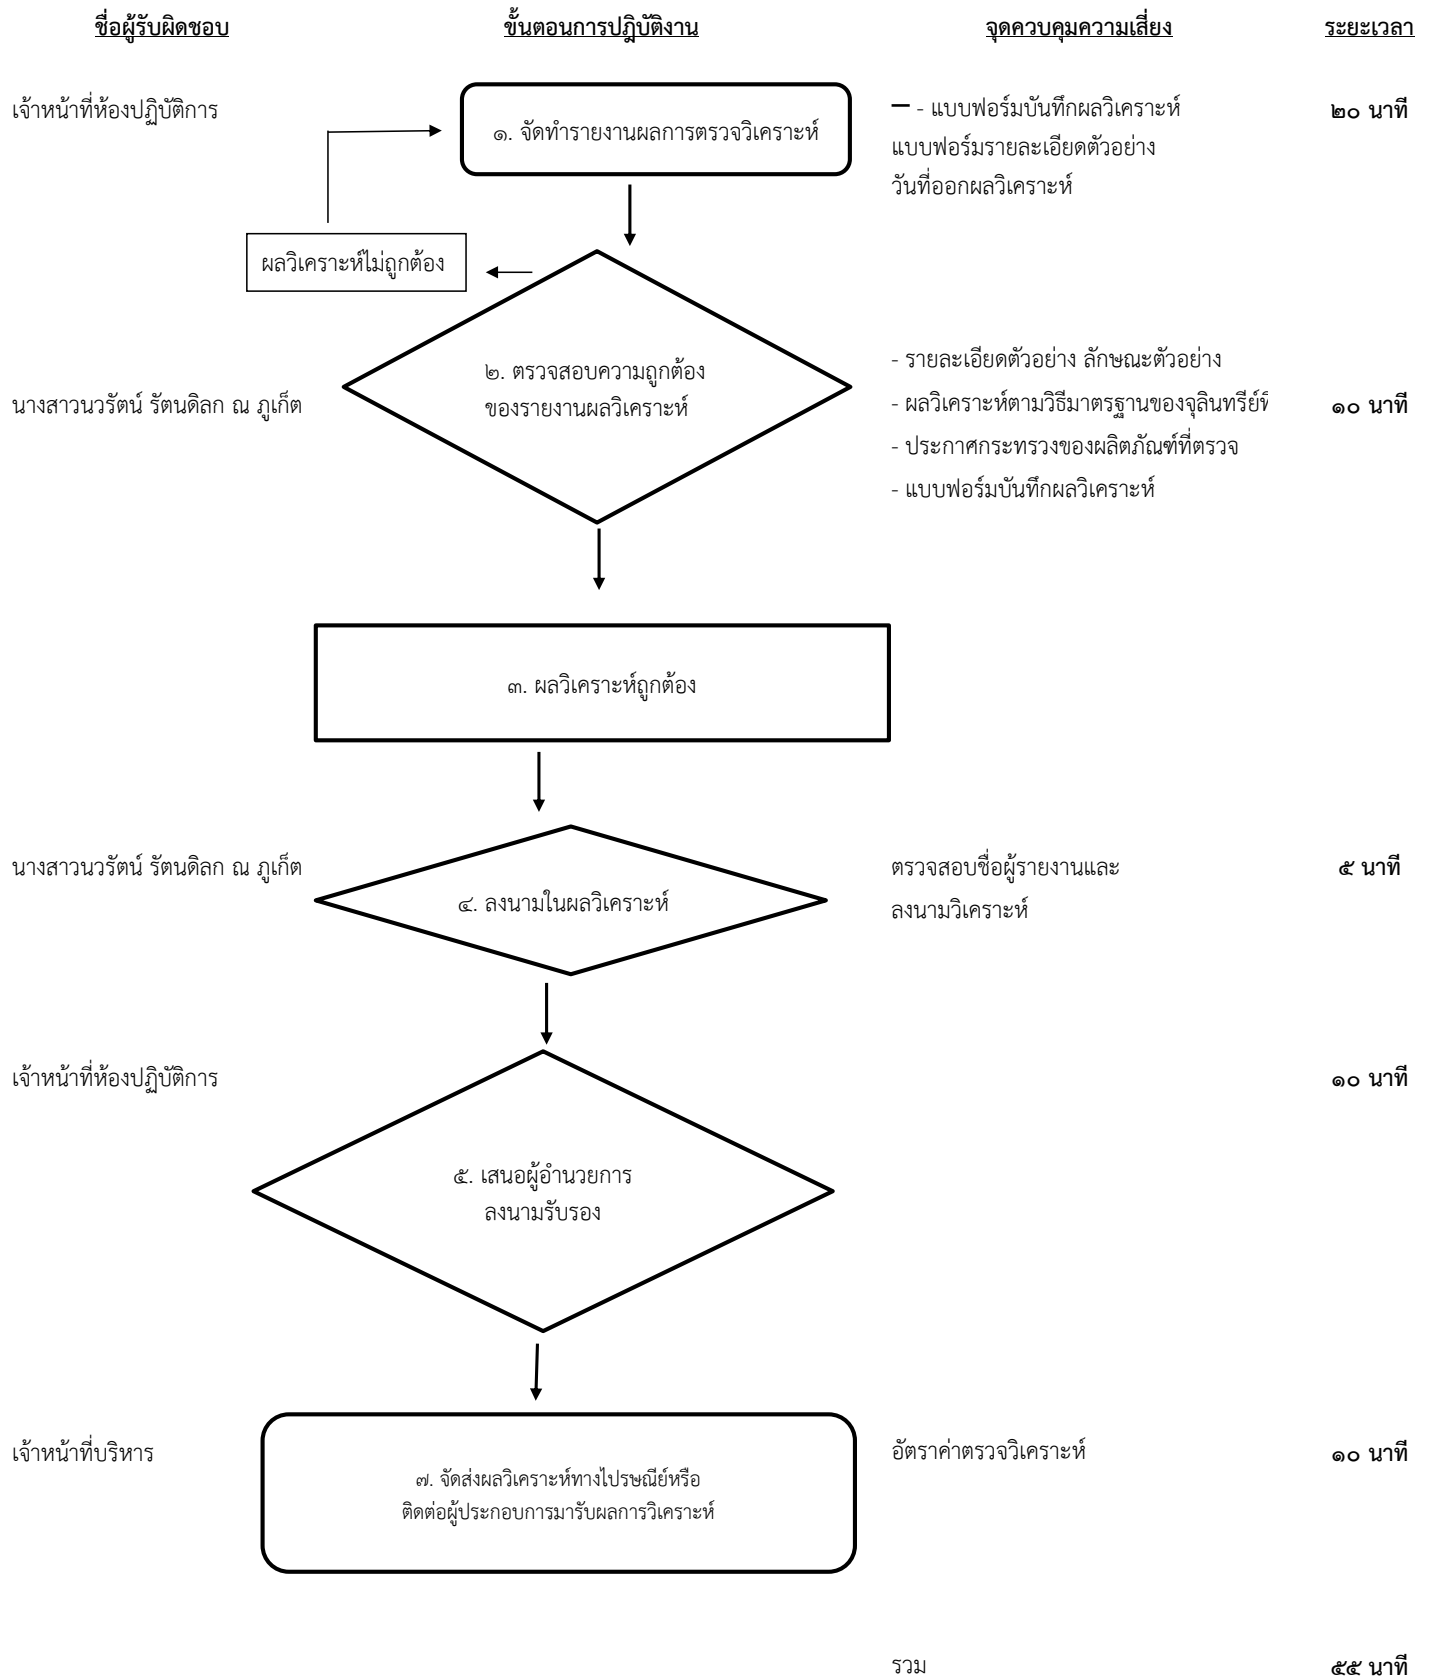 ชื่อผู้รับผิดชอบ ขั้นตอนการปฎิบัติงาน จุดควบคุมความเสี่ยง ระยะเวลา
เจ้าหน้าที่ห้องปฏิบัติการ
๑. จัดทำรายงานผลการตรวจวิเคราะห์
– - แบบฟอร์มบันทึกผลวิเคราะห์
แบบฟอร์มรายละเอียดตัวอย่าง
วันที่ออกผลวิเคราะห์
๒๐ นาที
ผลวิเคราะห์ไม่ถูกต้อง
นางสาวนวรัตน์ รัตนดิลก ณ ภูเก็ต
๒. ตรวจสอบความถูกต้อง
ของรายงานผลวิเคราะห์
- รายละเอียดตัวอย่าง ลักษณะตัวอย่าง
- ผลวิเคราะห์ตามวิธีมาตรฐานของจุลินทรีย์
- ประกาศกระทรวงของผลิตภัณฑ์ที่ตรวจ
- แบบฟอร์มบันทึกผลวิเคราะห์
๑๐ นาที
๓. ผลวิเคราะห์ถูกต้อง
นางสาวนวรัตน์ รัตนดิลก ณ ภูเก็ต
๔. ลงนามในผลวิเคราะห์
ตรวจสอบชื่อผู้รายงานและ
ลงนามวิเคราะห์
๕ นาที
เจ้าหน้าที่ห้องปฏิบัติการ
๕. เสนอผู้อำนวยการ
ลงนามรับรอง
๑๐ นาที
เจ้าหน้าที่บริหาร
๗. จัดส่งผลวิเคราะห์ทางไปรษณีย์หรือ
ติดต่อผู้ประกอบการมารับผลการวิเคราะห์
อัตราค่าตรวจวิเคราะห์
๑๐ นาที
รวม ๕๕ นาที